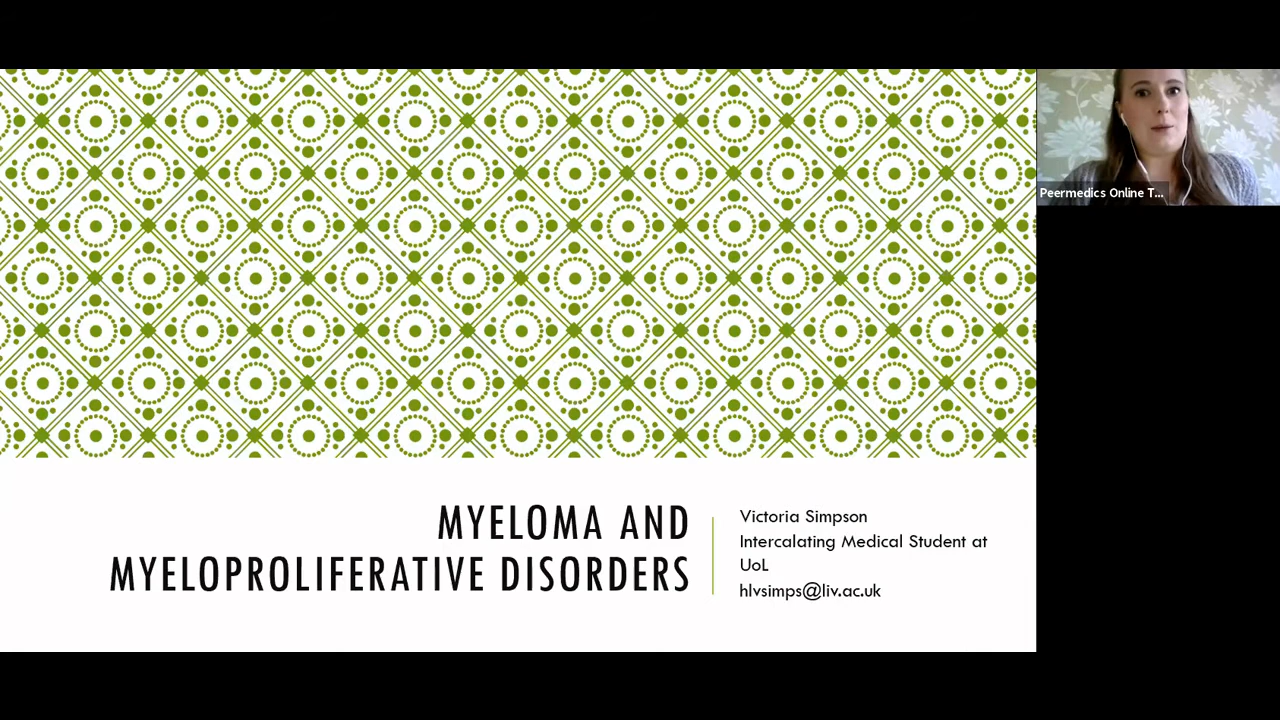 MYELOMA AND
MYELOPROLIFERATIVE DISORDERS
Victoria Simpson
Intercalating Medical Student at
UoL
hlvsimps@liv.ac.uk
Peermedics Online T...